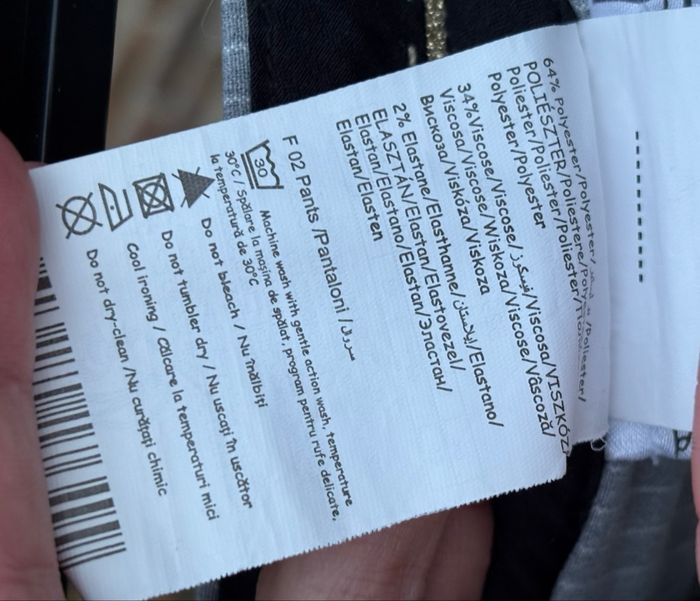 64% Polyester/Polyester/
POLIÉSZTER/Poliestere/Poliester/
Poliester/Poliester/Poliester/
Polyester/Polyester
34%Viscose/Viscose/فيسكوز/Viscosa/VISZKÓZ/
Viscosa/Viscose/Wiskoza/Viscose/Vâscoză/
Вискоза/Viskóza/Viskoza
2% Elastane/Elasthanne/إيلاستان/Elastano/
ELASZTÁN/Elastan/Elastovezel/
Elastan/Elastano/Elastan/Эластан/
Elastan/Elasten
F 02 Pants /Pantaloni /سروال
30
Machine wash with gentle action wash, temperature
30°C / Spălare la mașina de spălat, program pentru rufe delicate,
la temperatură de 30°C
Do not bleach / Nu înălbiți
Do not tumbler dry / Nu uscați în uscător
Cool ironing / Călcare la temperaturi mici
Do not dry-clean /Nu curățați chimic